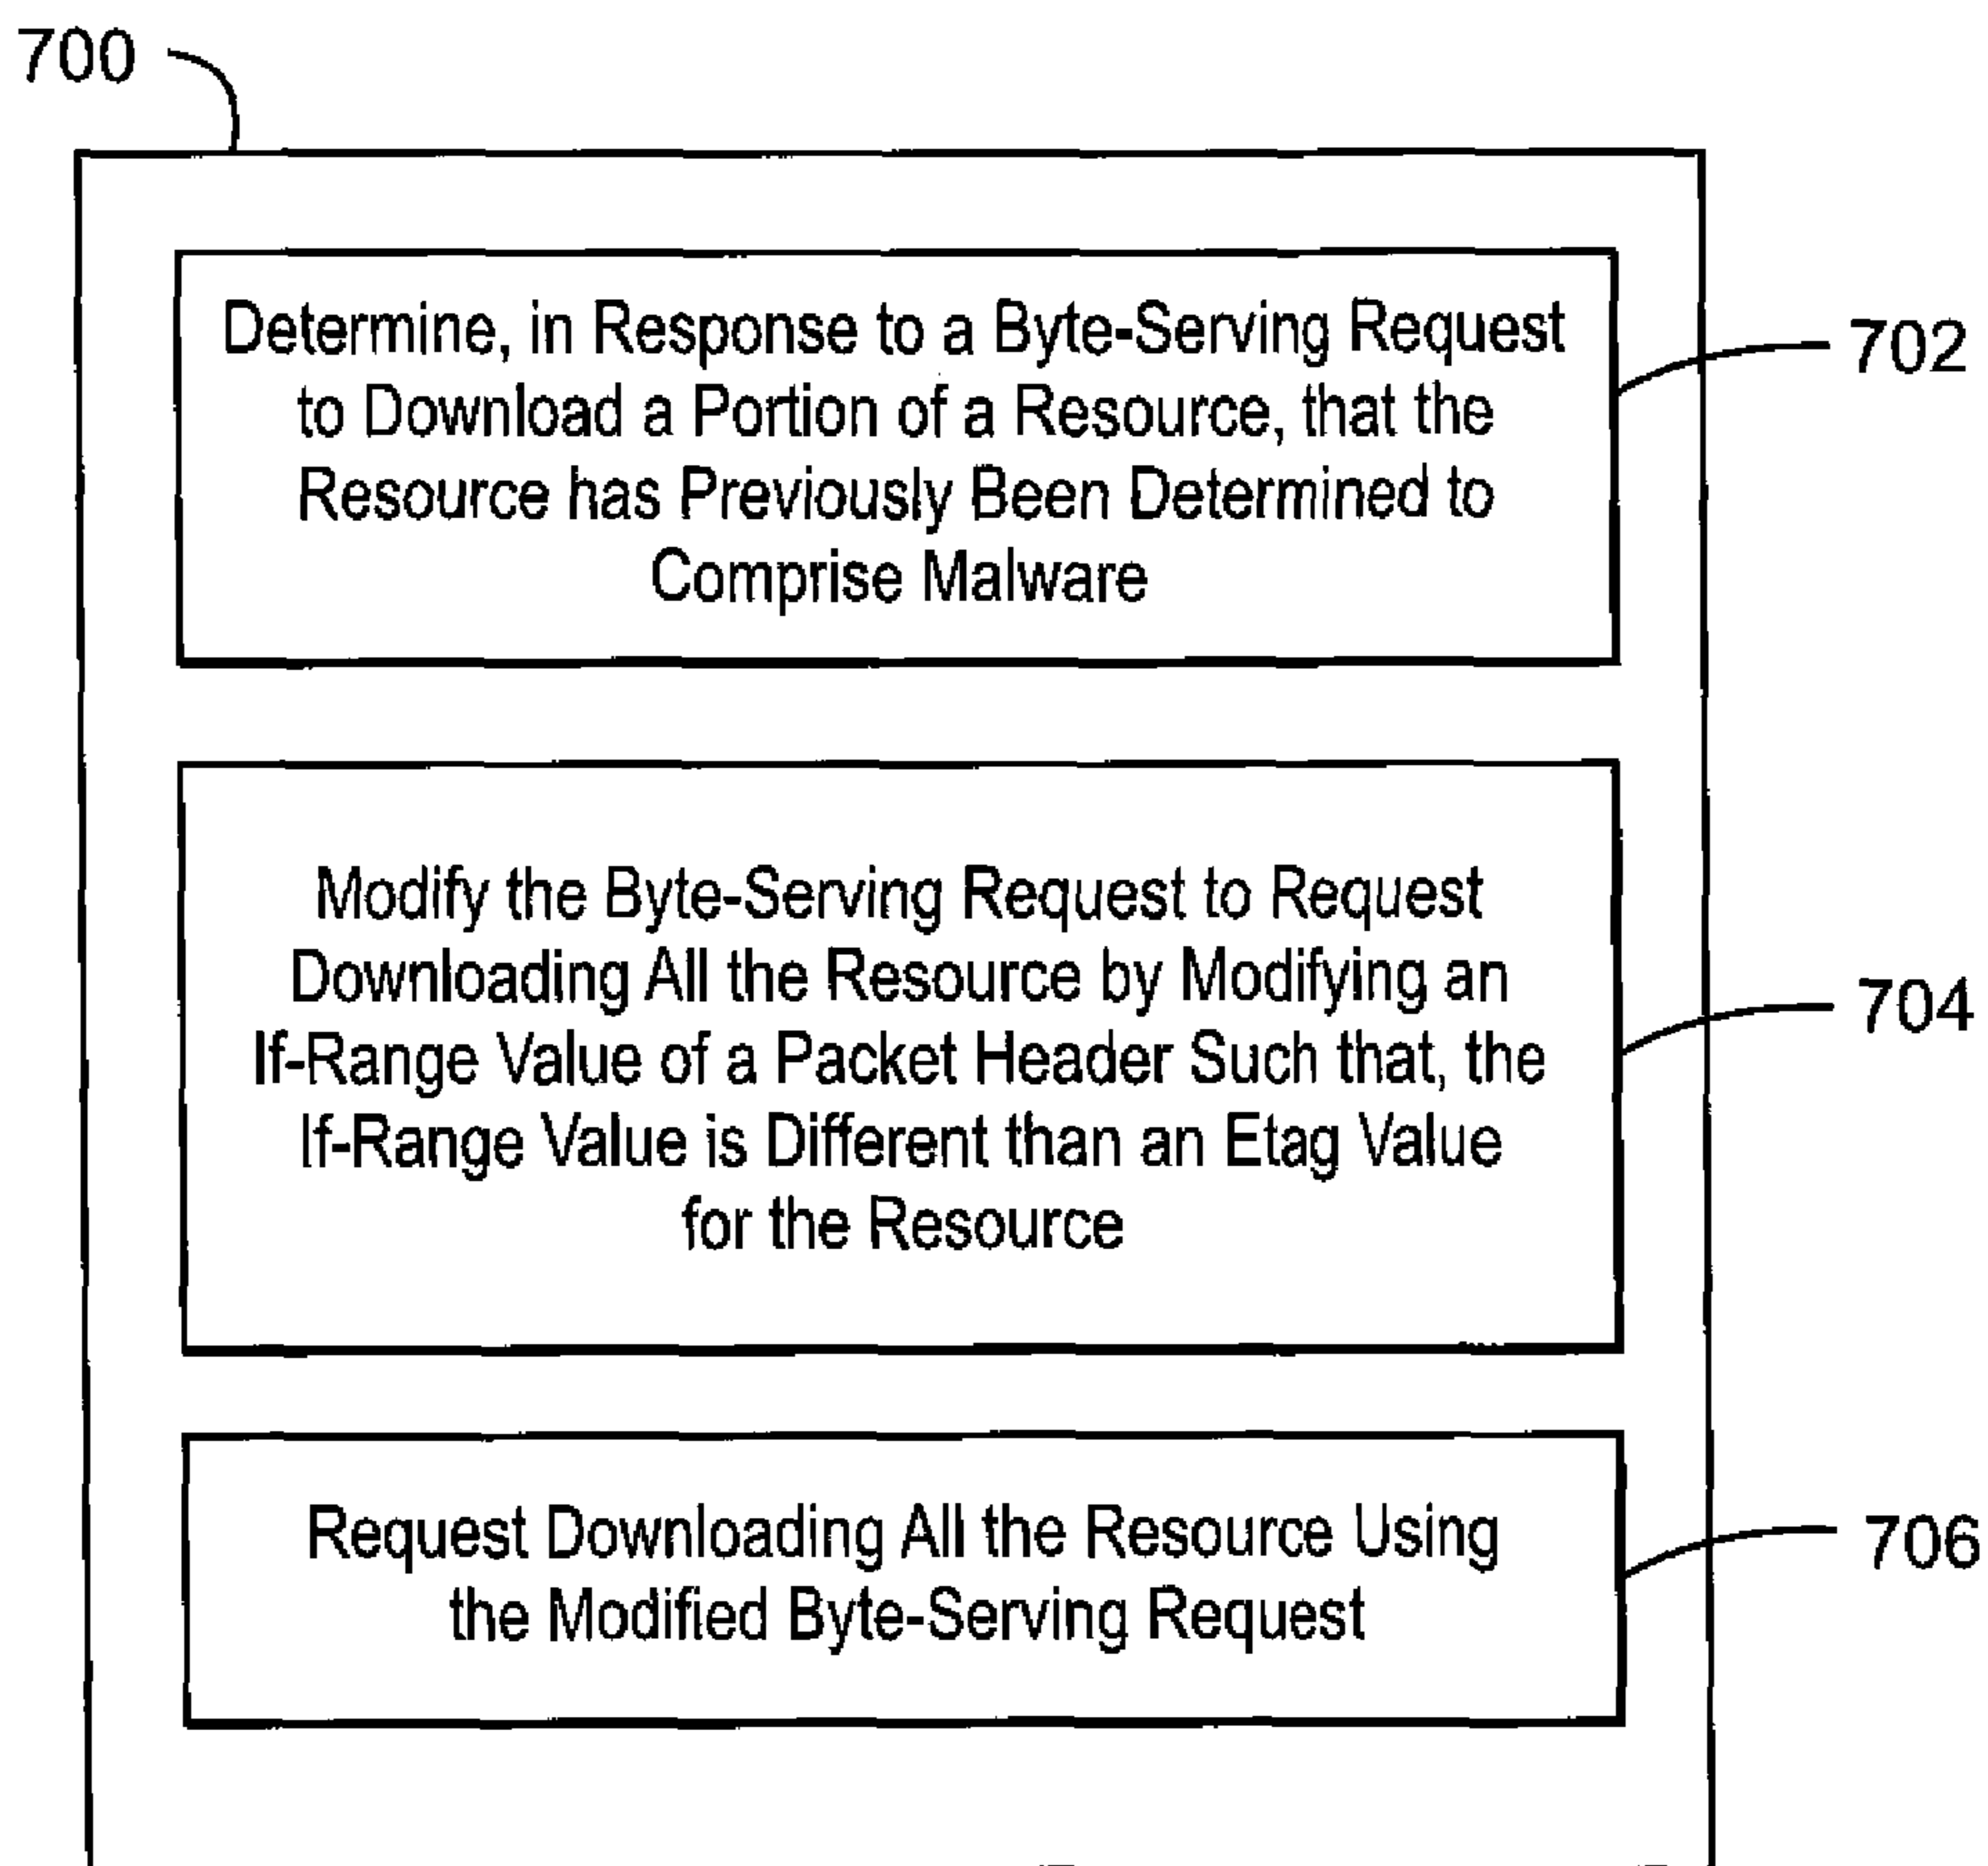 700
Determine, in Response to a Byte-Serving Request
to Download a Portion of a Resource, that the
Resource has Previously Been Determined to
Comprise Malware
702
Modify the Byte-Serving Request to Request
Downloading All the Resource by Modifying an
If-Range Value of a Packet Header Such that, the
If-Range Value is Different than an Etag Value
for the Resource
704
Request Downloading All the Resource Using
the Modified Byte-Serving Request
706